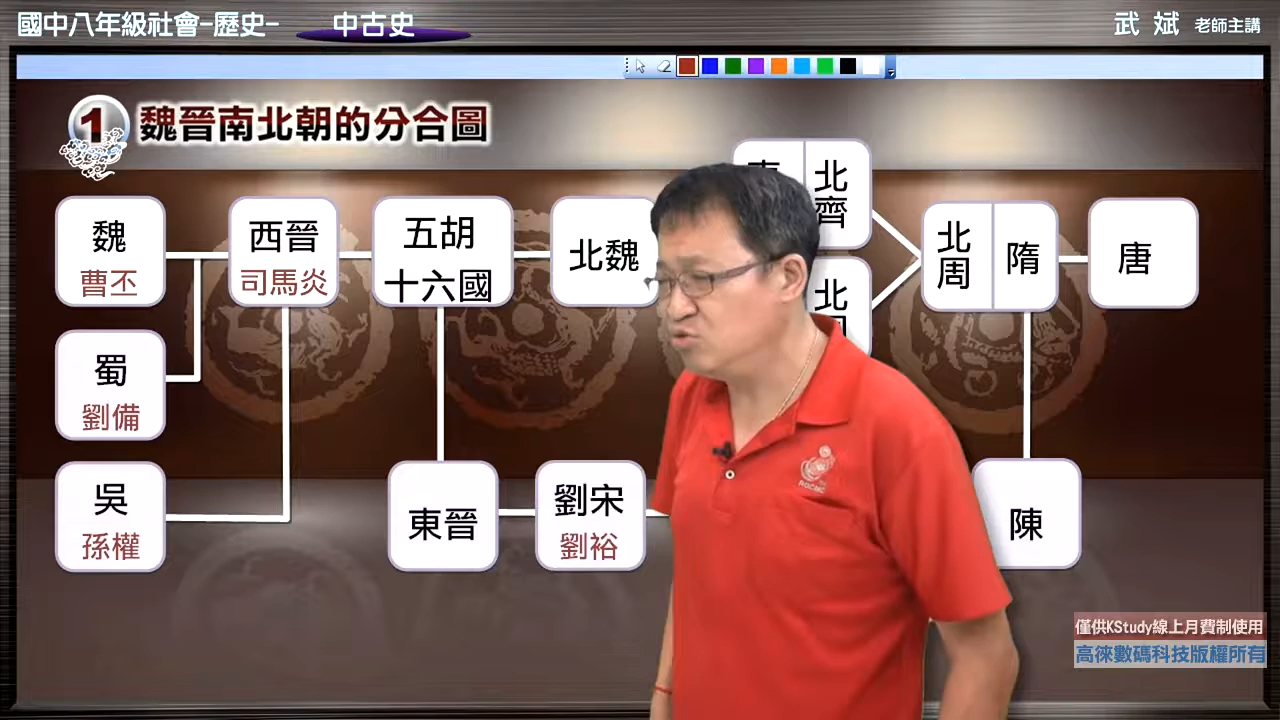 國中八年級社會-歷史-
中古史
武 斌 老師主講
1 魏晉南北朝的分合圖
魏
曹丕
蜀
劉備
吳
孫權
西晉
司馬炎
五胡
十六國
北魏
北齊
北
北周
隋
唐
東晉
劉宋
劉裕
陳
僅供KStudy線上月費制使用
高徠數碼科技版權所有